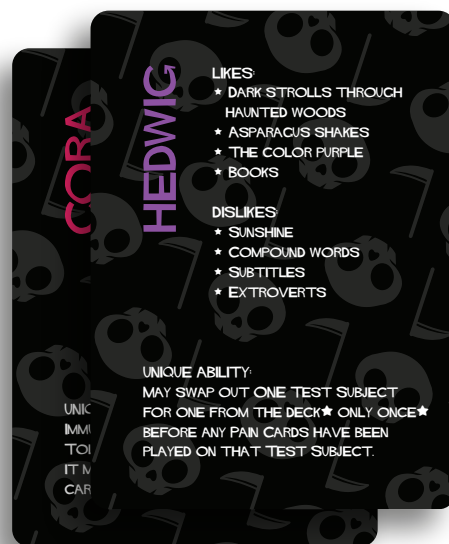 CORA
HEDWIG
LIKES:
★ DARK STROLLS THROUGH
HAUNTED WOODS
★ ASPARAGUS SHAKES
★ THE COLOR PURPLE
★ BOOKS
DISLIKES:
★ SUNSHINE
★ COMPOUND WORDS
★ SUBTITLES
★ EXTROVERTS
UNIQUE ABILITY:
MAY SWAP OUT ONE TEST SUBJECT
FOR ONE FROM THE DECK★ ONLY ONCE★
BEFORE ANY PAIN CARDS HAVE BEEN
PLAYED ON THAT TEST SUBJECT.